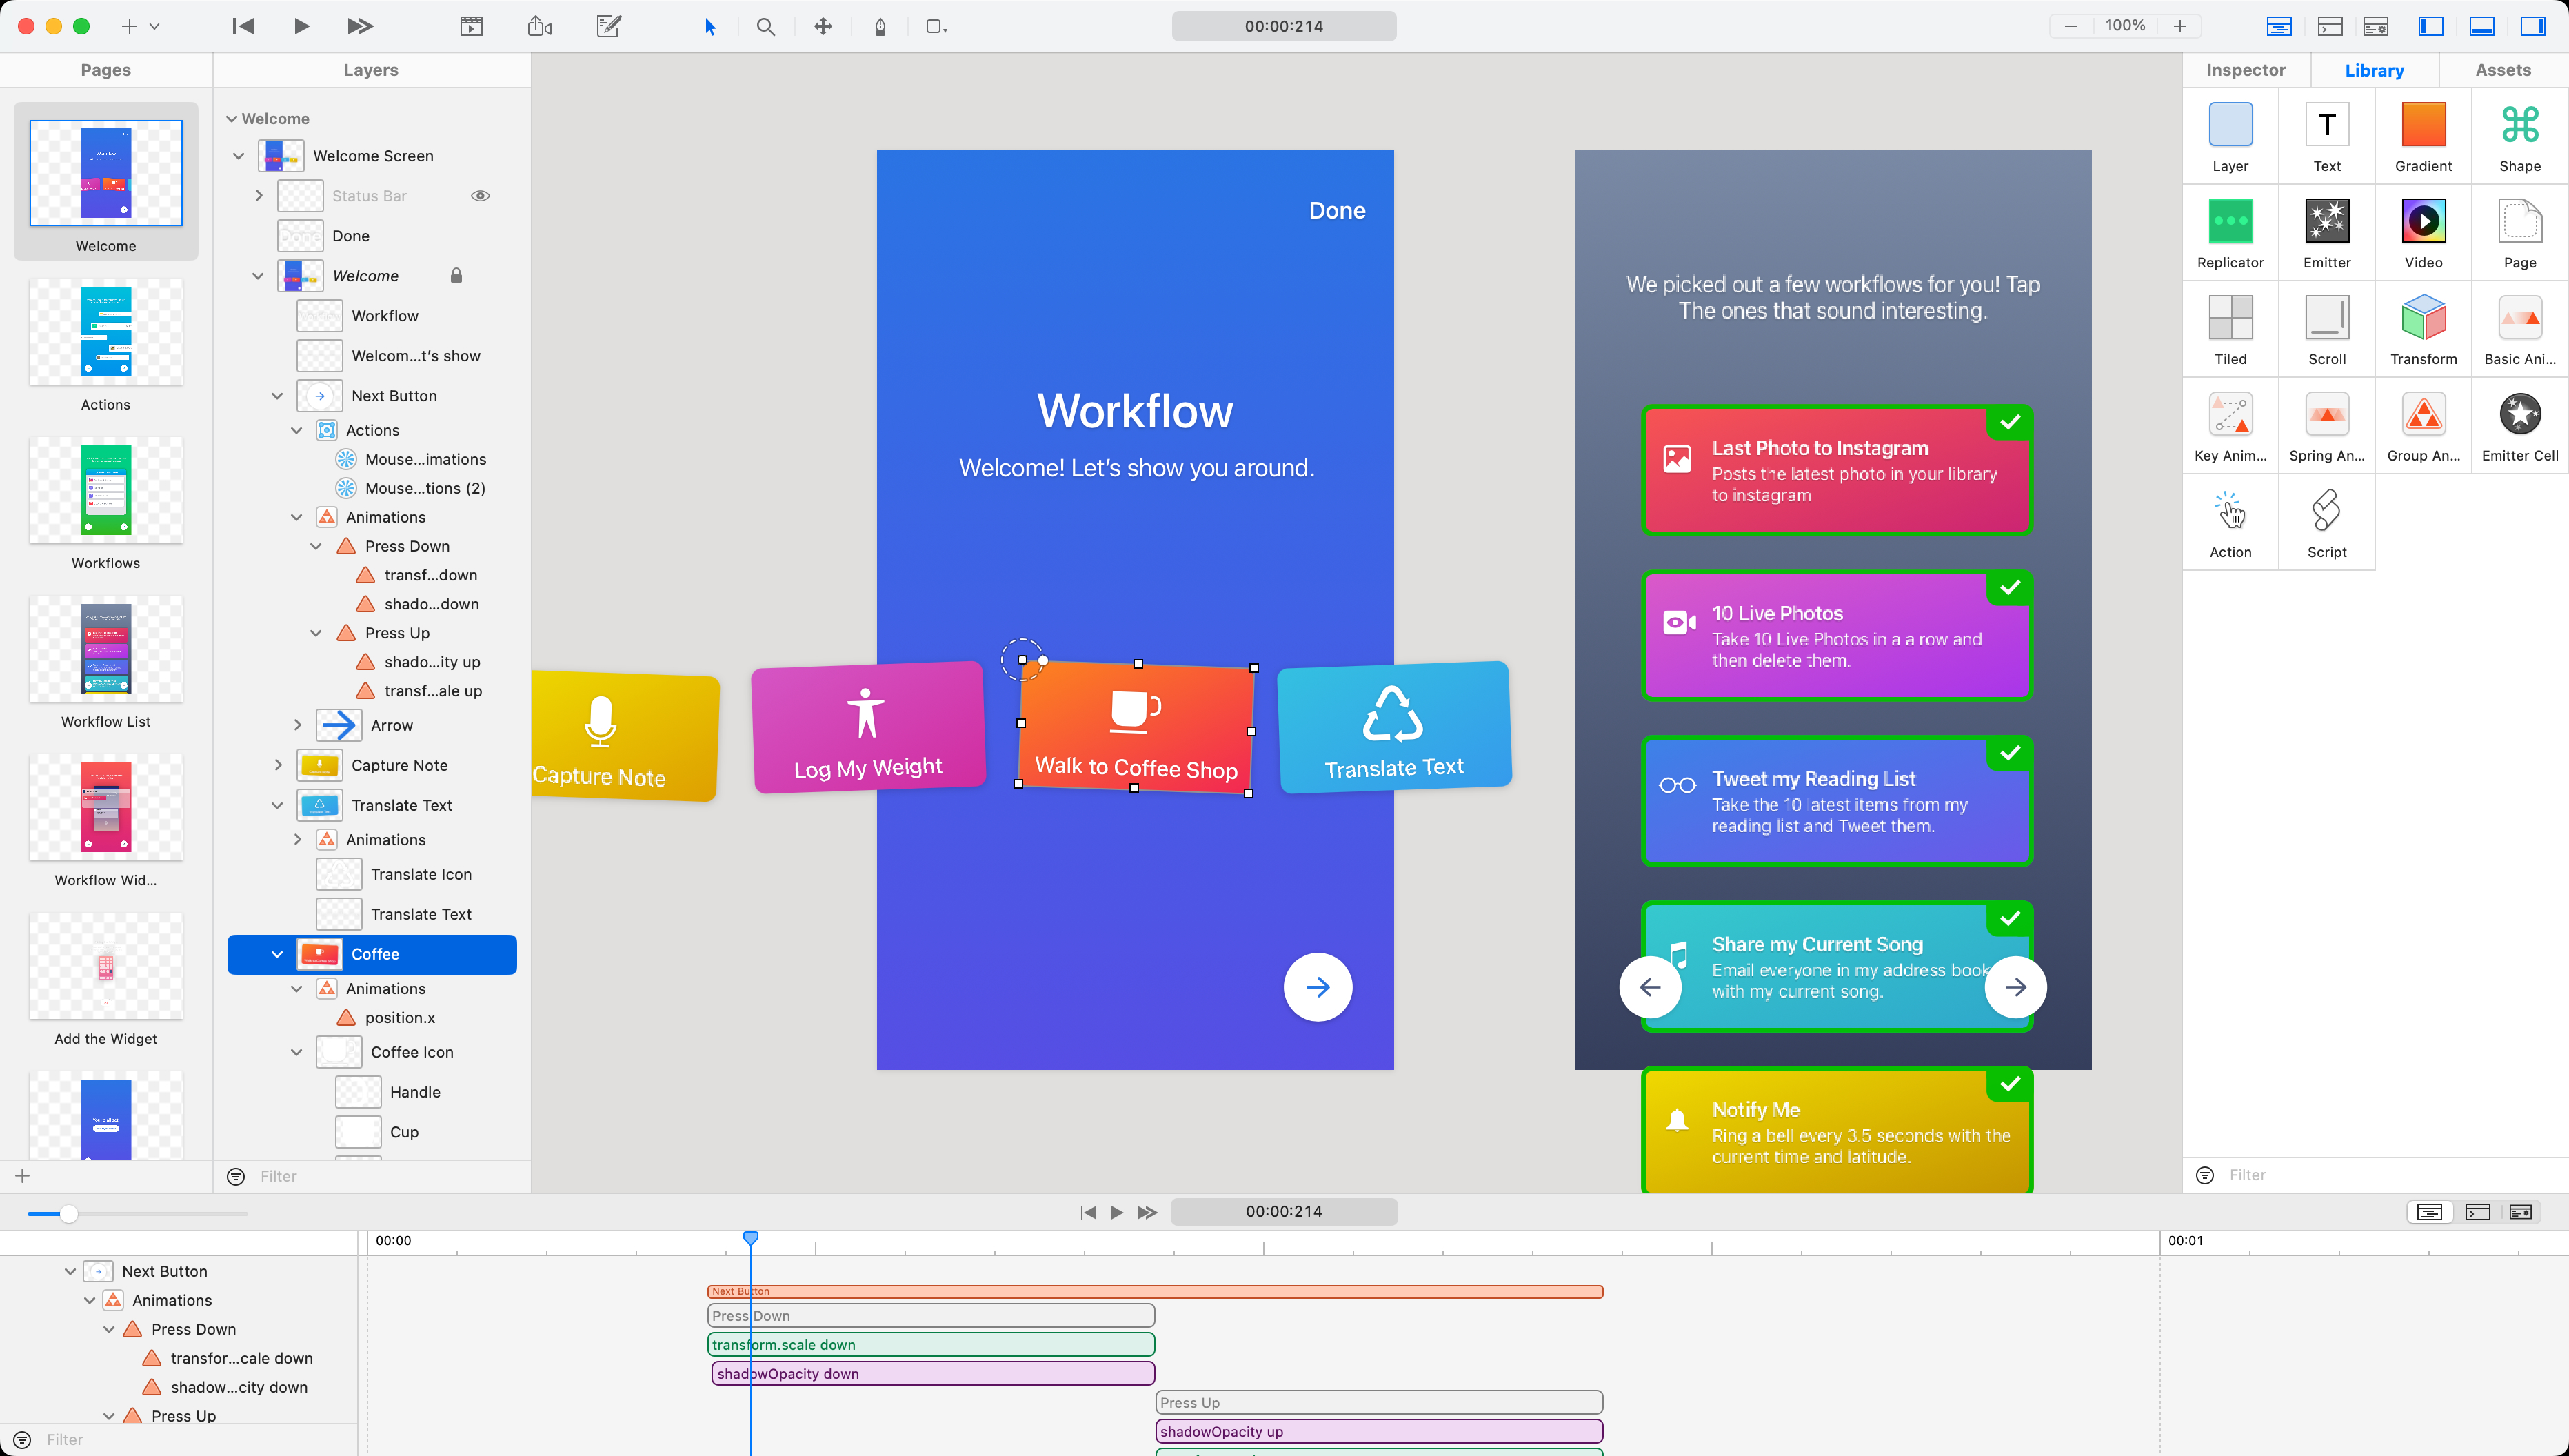 00:00:214
100%
Pages
Layers
Inspector
Library
Assets
Welcome
Actions
Workflows
Workflow List
Workflow Wid...
Add the Widget
Welcome
Welcome Screen
Status Bar
Done
Welcome
Workflow
Welcom...t’s show
Next Button
Actions
Mouse...imations
Mouse...tions (2)
Animations
Press Down
transf...down
shado...down
Press Up
shado...ity up
transf...ale up
Arrow
Capture Note
Translate Text
Animations
Translate Icon
Translate Text
Coffee
Animations
position.x
Coffee Icon
Handle
Cup
Filter
Done
Workflow
Welcome! Let’s show you around.
Capture Note
Log My Weight
Walk to Coffee Shop
Translate Text
We picked out a few workflows for you! Tap
The ones that sound interesting.
Last Photo to Instagram
Posts the latest photo in your library
to instagram
10 Live Photos
Take 10 Live Photos in a a row and
then delete them.
Tweet my Reading List
Take the 10 latest items from my
reading list and Tweet them.
Share my Current Song
Email everyone in my address book
with my current song.
Notify Me
Ring a bell every 3.5 seconds with the
current time and latitude.
Layer
Text
Gradient
Shape
Replicator
Emitter
Video
Page
Tiled
Scroll
Transform
Basic Ani...
Key Anim...
Spring An...
Group An...
Emitter Cell
Action
Script
Filter
00:00:214
00:00
00:01
Next Button
Animations
Press Down
transfor...cale down
shadow...city down
Press Up
Filter
Next Button
Press Down
transform.scale down
shadowOpacity down
Press Up
shadowOpacity up